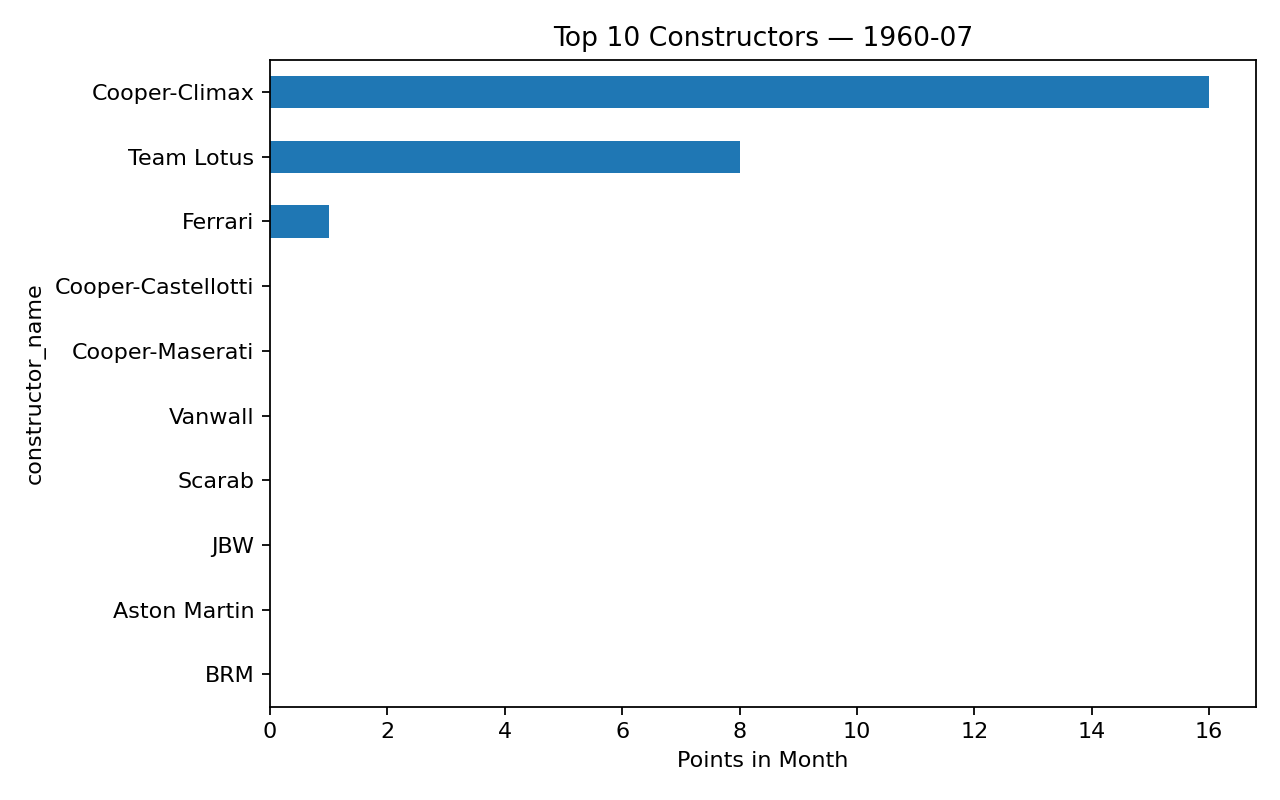 Top 10 Constructors — 1960-07
constructor_name
Cooper-Climax
Team Lotus
Ferrari
Cooper-Castellotti
Cooper-Maserati
Vanwall
Scarab
JBW
Aston Martin
BRM
0 2 4 6 8 10 12 14 16
Points in Month